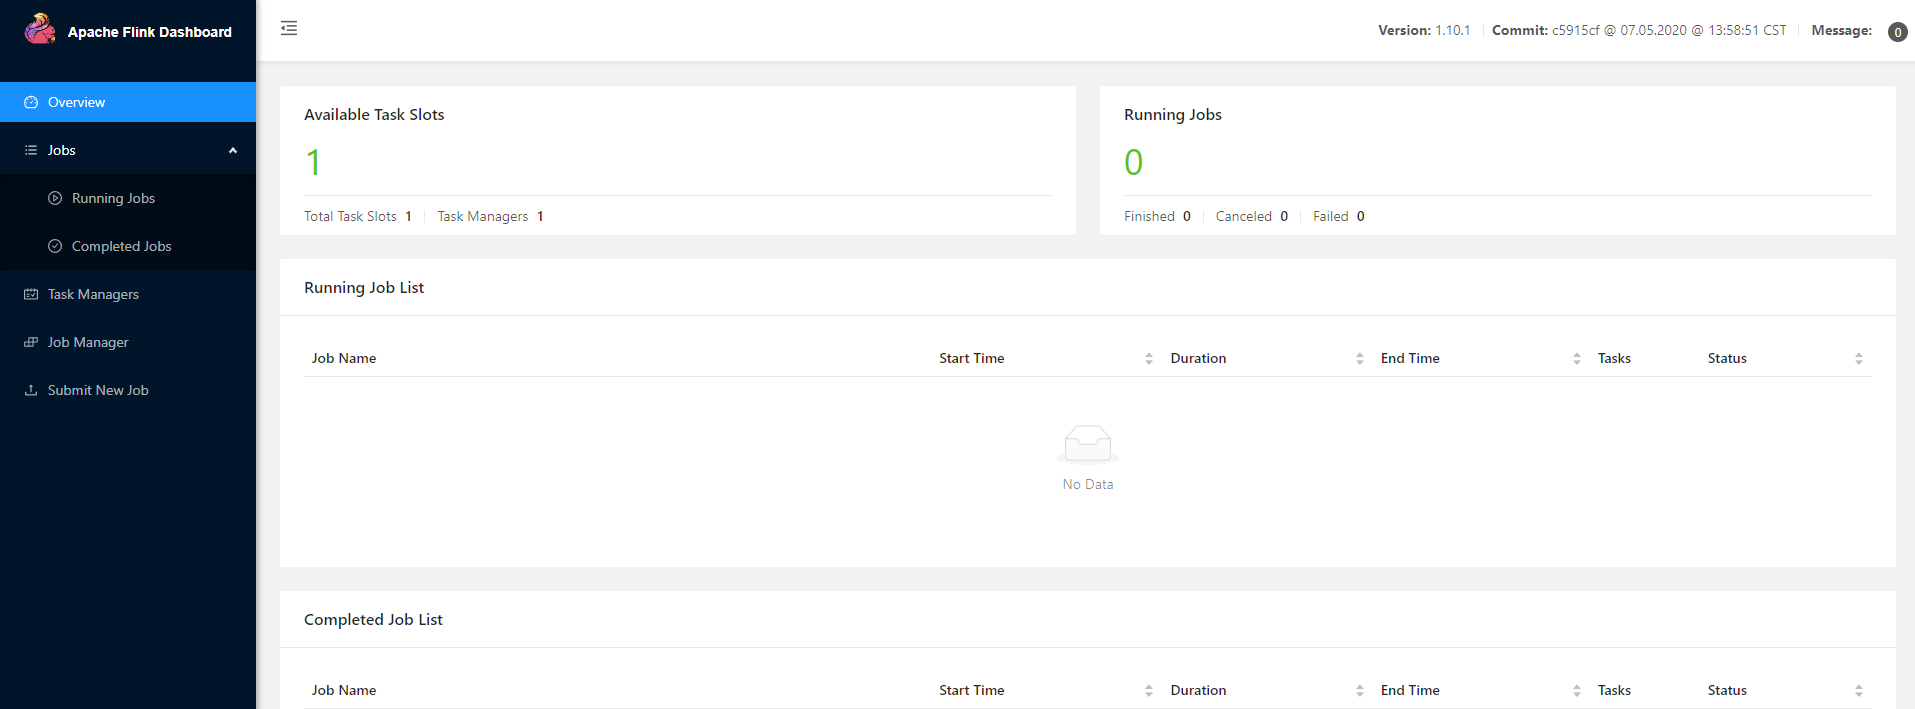 Apache Flink Dashboard
Version: 1.10.1 Commit: c5915cf @ 07.05.2020 @ 13:58:51 CST Message: 0
Overview
Jobs
Running Jobs
Completed Jobs
Task Managers
Job Manager
Submit New Job
Available Task Slots
1
Total Task Slots 1 Task Managers 1
Running Jobs
0
Finished 0 Canceled 0 Failed 0
Running Job List
Job Name Start Time Duration End Time Tasks Status
No Data
Completed Job List
Job Name Start Time Duration End Time Tasks Status